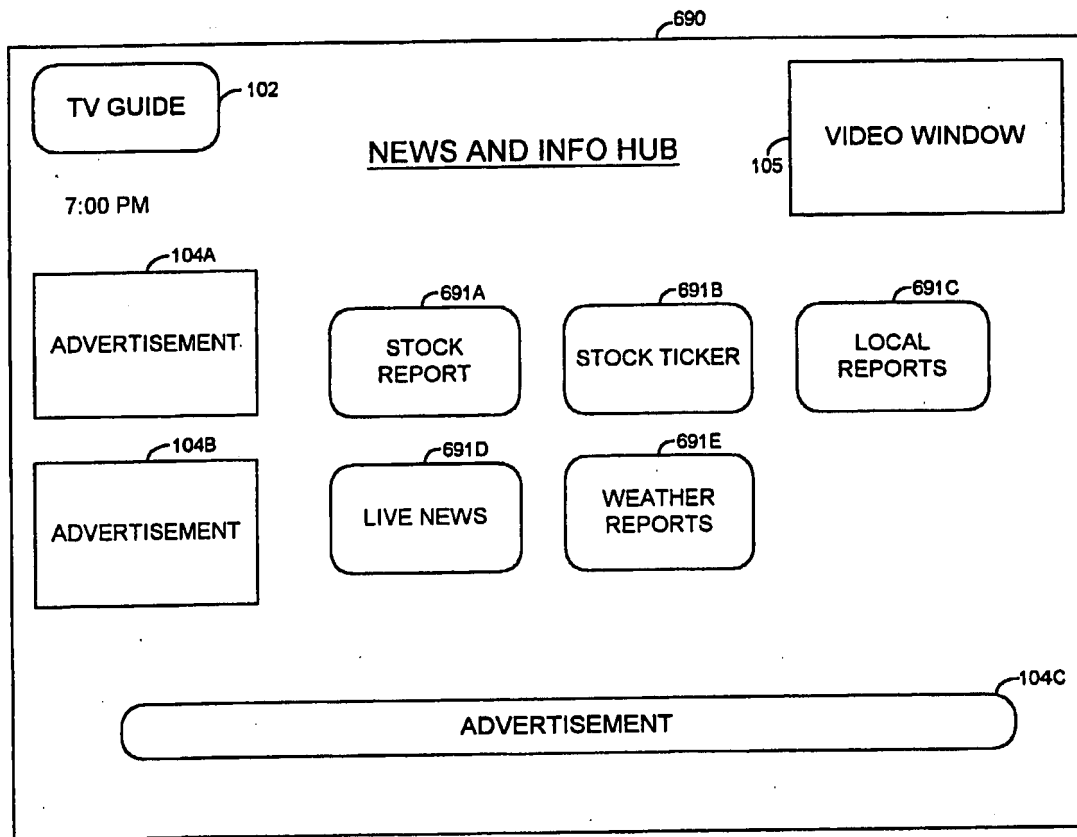 690
TV GUIDE
102
NEWS AND INFO HUB
105
VIDEO WINDOW
7:00 PM
104A
ADVERTISEMENT
691A
STOCK
REPORT
691B
STOCK TICKER
691C
LOCAL
REPORTS
104B
ADVERTISEMENT
691D
LIVE NEWS
691E
WEATHER
REPORTS
104C
ADVERTISEMENT